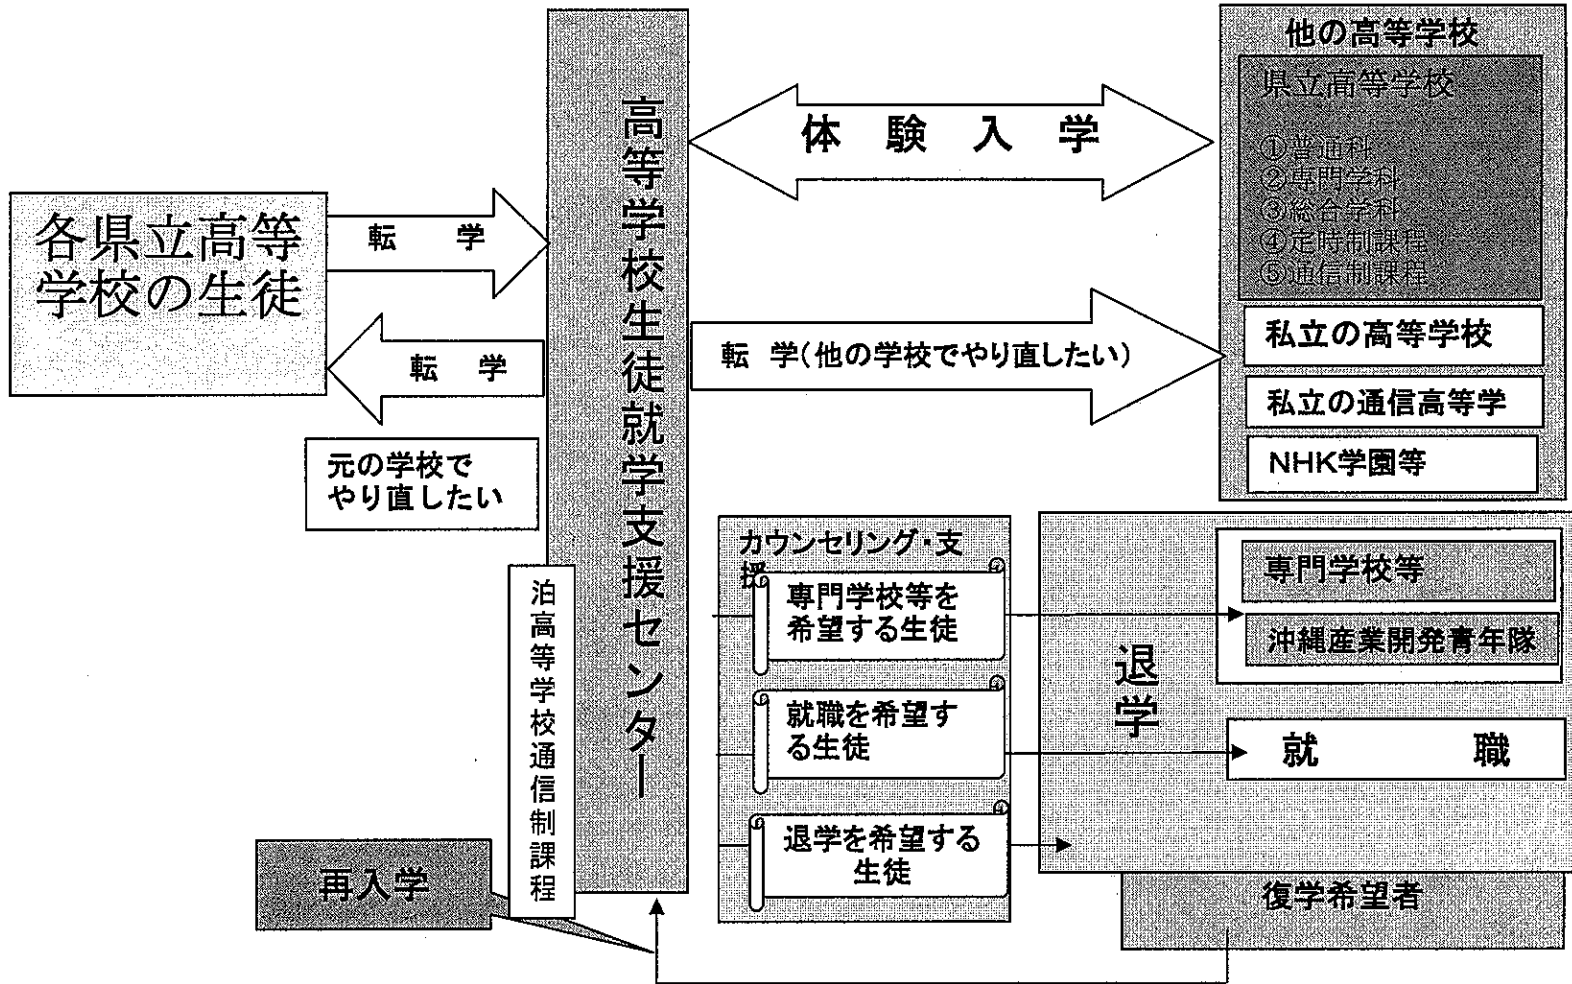 各県立高等
学校の生徒
転 学
転 学
元の学校で
やり直したい
高等学校生徒就学支援センター
泊高等学校通信制課程
再入学
体 験 入 学
転 学(他の学校でやり直したい)
他の高等学校
県立高等学校
①普通科
②専門学科
③総合学科
④定時制課程
⑤通信制課程
私立の高等学校
私立の通信高等学
NHK学園等
カウンセリング・支
援
専門学校等を
希望する生徒
就職を希望す
る生徒
退学を希望する
生徒
退学
専門学校等
沖縄産業開発青年隊
就 職
復学希望者